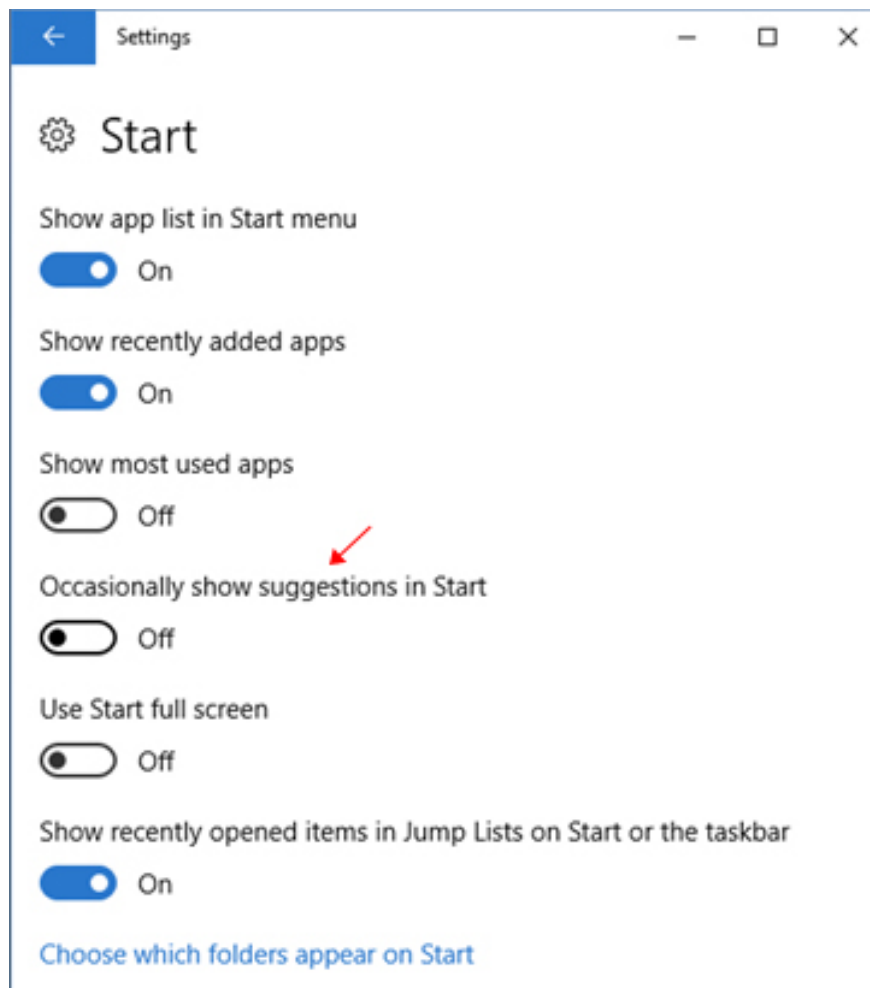 Settings
Start
Show app list in Start menu
On
Show recently added apps
On
Show most used apps
Off
Occasionally show suggestions in Start
Off
Use Start full screen
Off
Show recently opened items in Jump Lists on Start or the taskbar
On
Choose which folders appear on Start